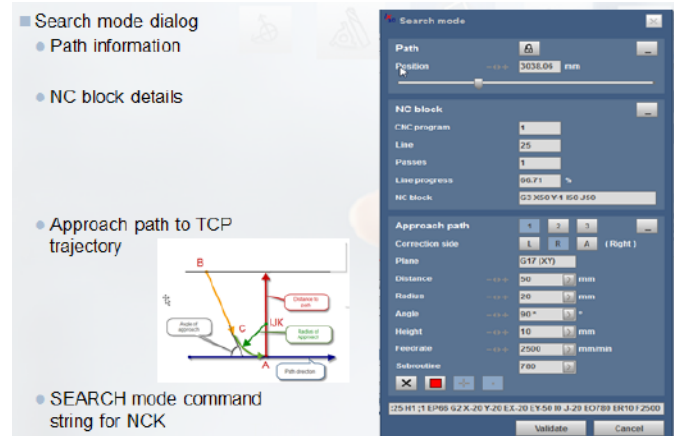 Search mode dialog
Path information
NC block details
Approach path to TCP
trajectory
B
Distance to
path
Angle of
approach
C
IJK
Radius of
approach
A
Path direction
SEARCH mode command
string for NCK
Search mode
Path
Position 3038.06 mm
NC block
CNC program 1
Line 25
Passes 1
Line progress 66.71 %
NC block G3 X50 Y-1 I50 J50
Approach path 1 2 3
Correction side L R A (Right)
Plane G17 (XY)
Distance 50 mm
Radius 20 mm
Angle 90° °
Height 10 mm
Feedrate 2500 mm/min
Subroutine 780
:25 H1 ;1 EP66 G2 X-20 Y-20 EX-20 EY-50 I0 J-20 EO780 ER10 / 2500
Validate Cancel